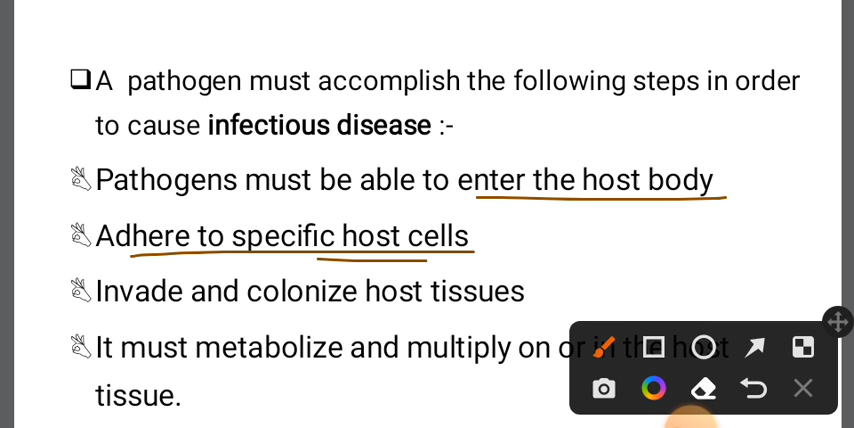 A pathogen must accomplish the following steps in order
to cause infectious disease :-
Pathogens must be able to enter the host body
Adhere to specific host cells
Invade and colonize host tissues
It must metabolize and multiply on or in the host
tissue.